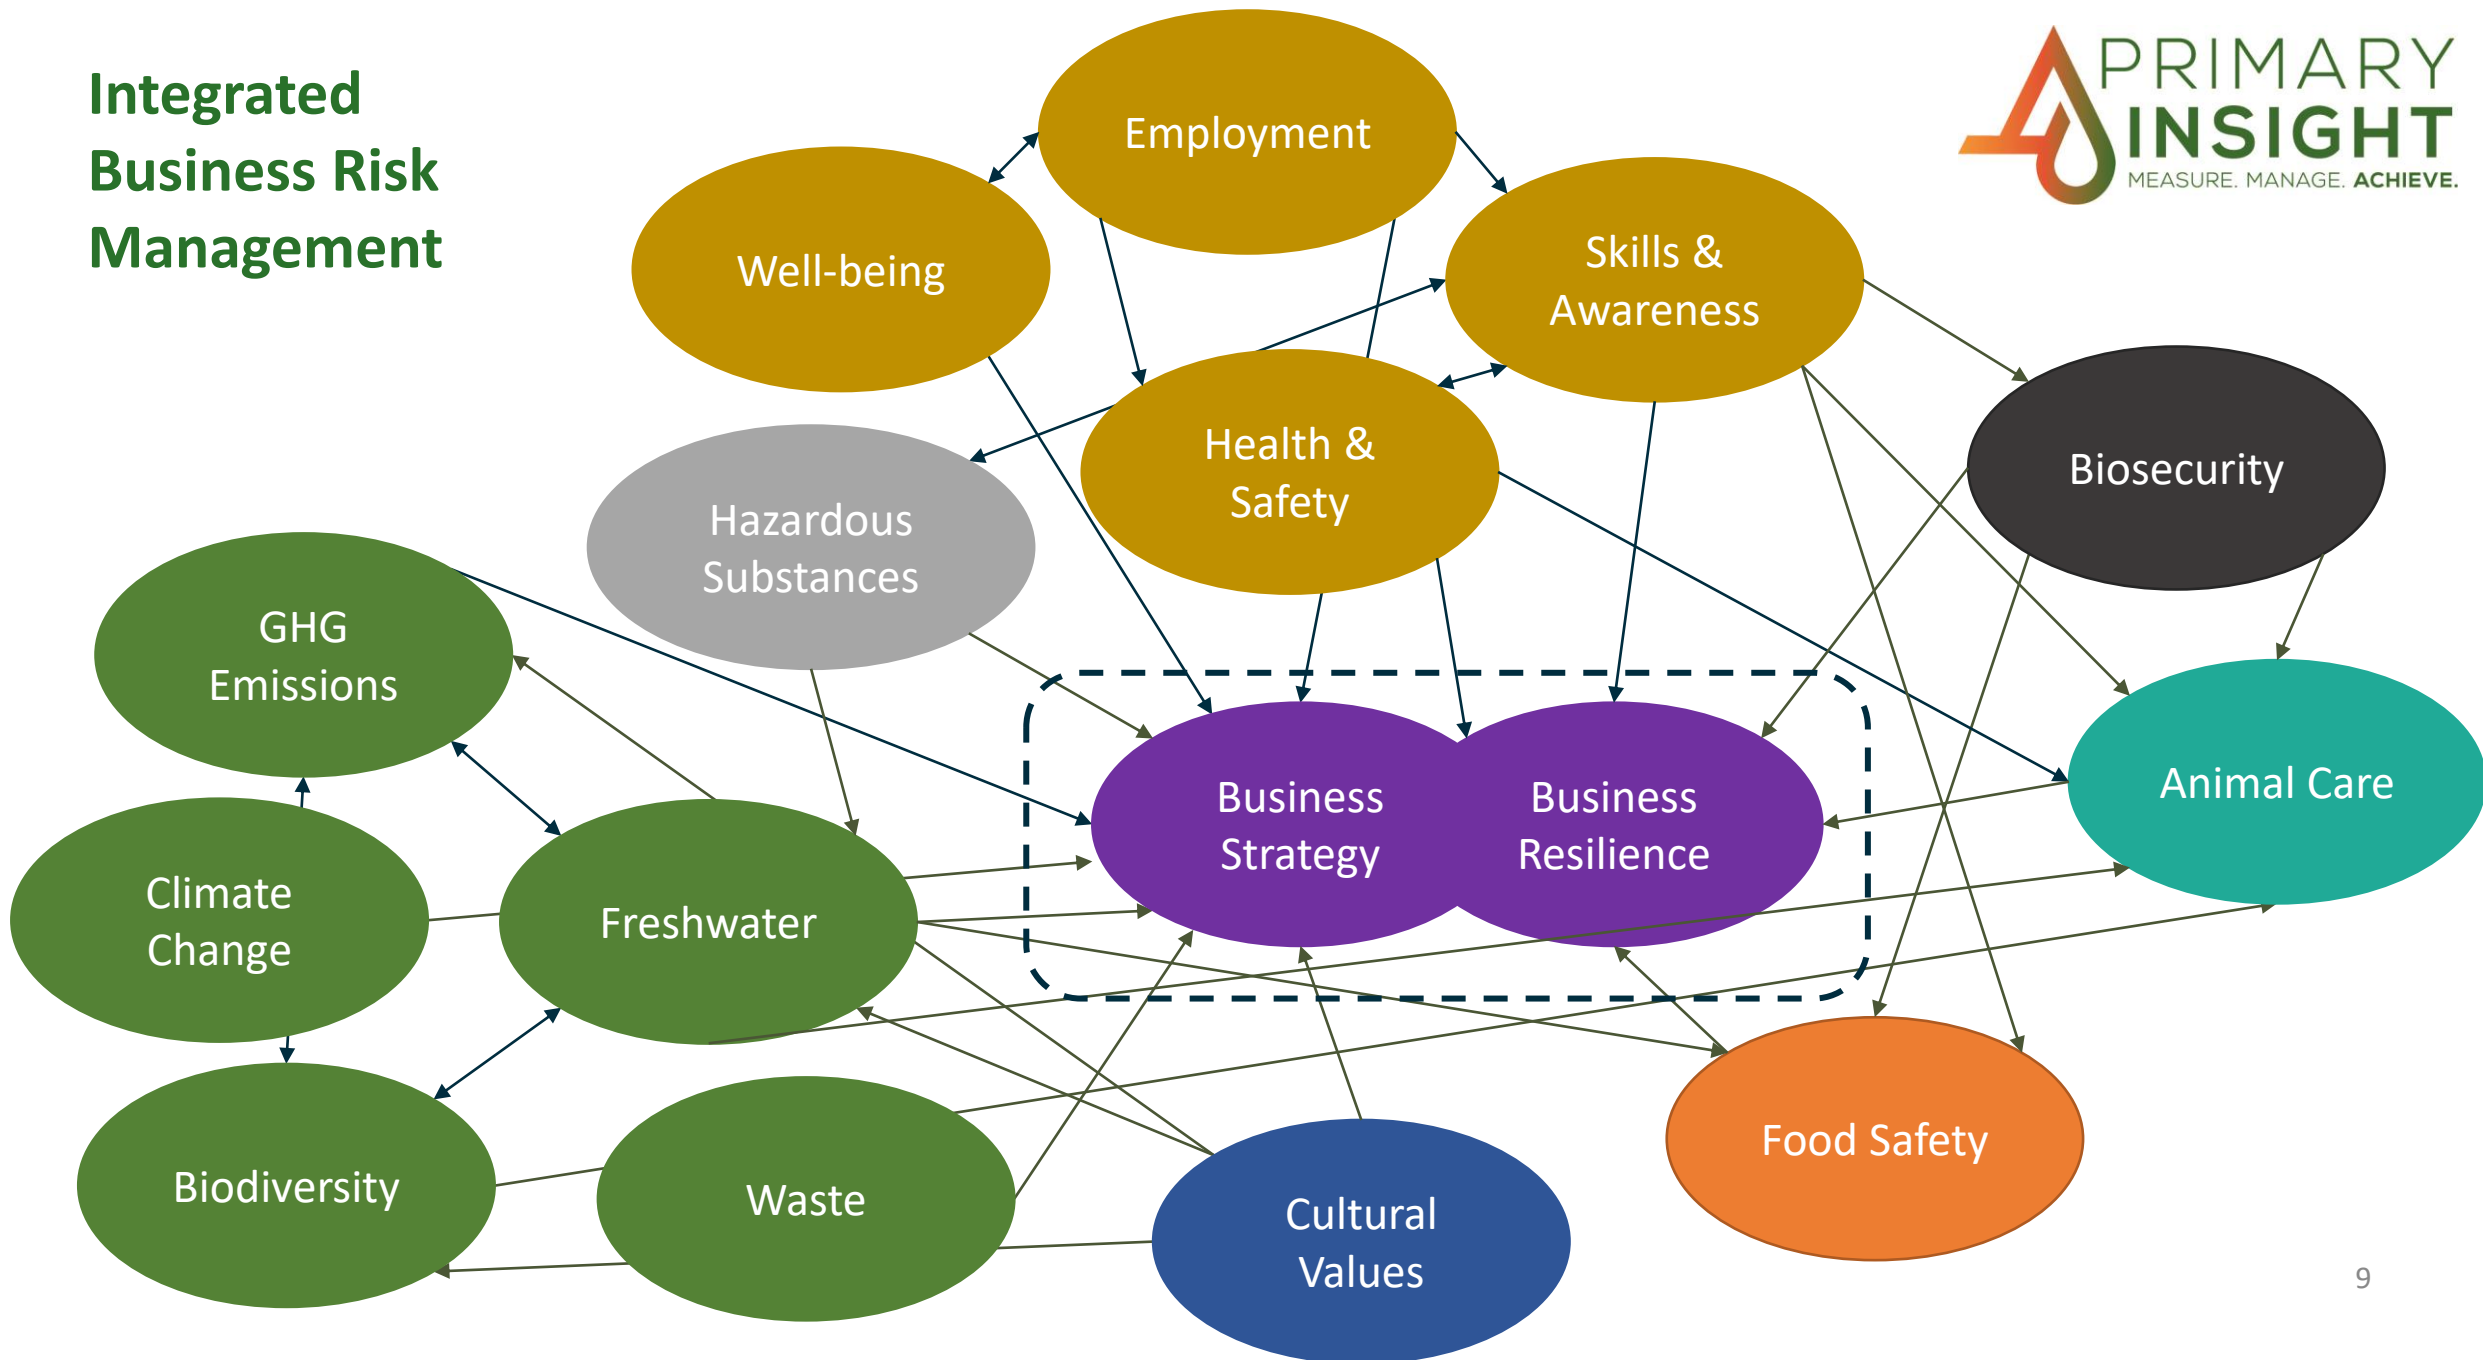 Integrated
Business Risk
Management
PRIMARY
INSIGHT
MEASURE. MANAGE. ACHIEVE.
Employment
Well-being
Skills &
Awareness
Health &
Safety
Biosecurity
Hazardous
Substances
GHG
Emissions
Business
Strategy
Business
Resilience
Animal Care
Climate
Change
Freshwater
Food Safety
Biodiversity
Waste
Cultural
Values
9